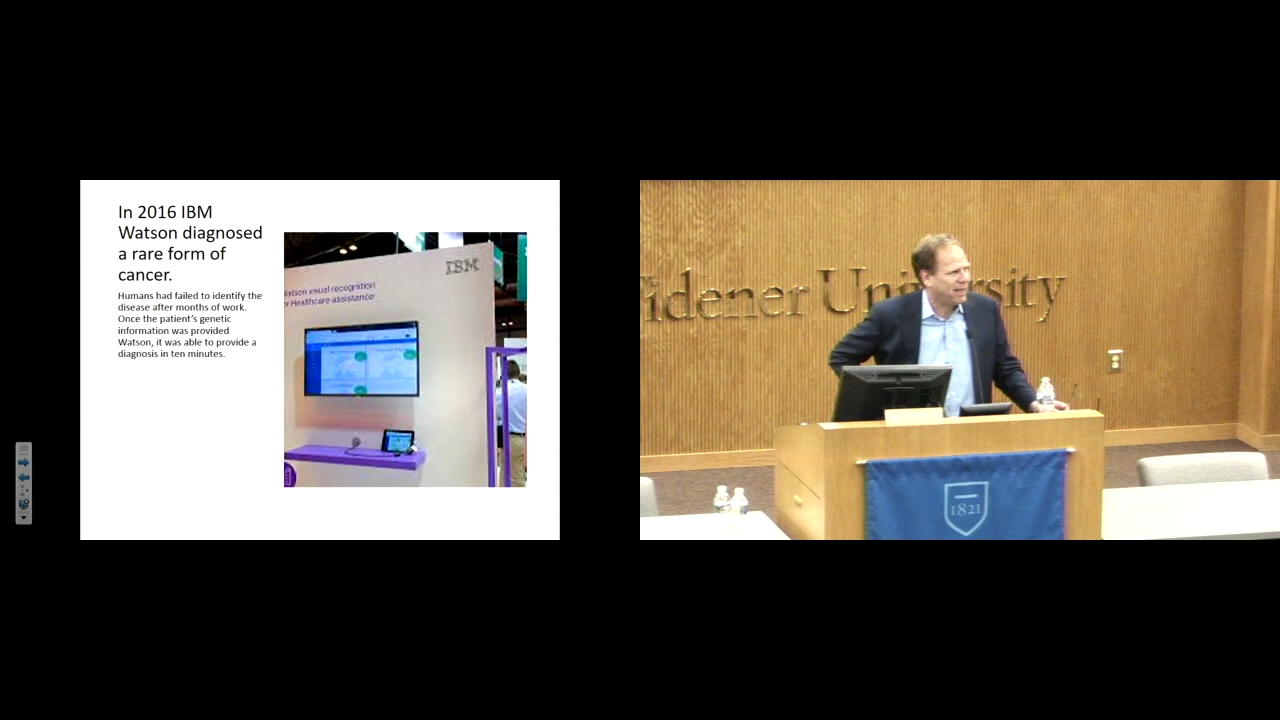 In 2016 IBM
Watson diagnosed
a rare form of
cancer.
Humans had failed to identify the
disease after months of work.
Once the patient's genetic
information was provided
Watson, it was able to provide a
diagnosis in ten minutes.
IBM
Watson visual recognition
for Healthcare assistance
idener University
1821